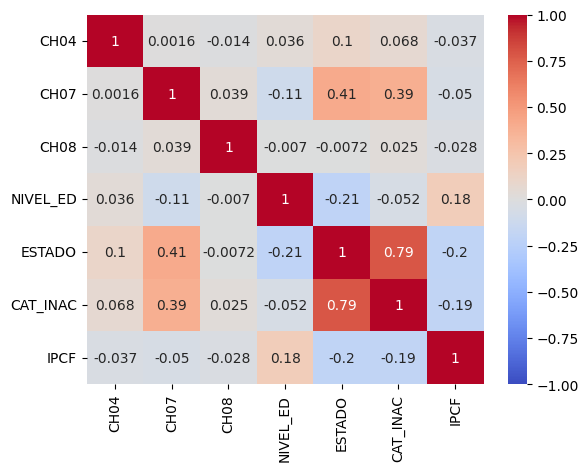 CH04 1 0.0016 -0.014 0.036 0.1 0.068 -0.037
CH07 0.0016 1 0.039 -0.11 0.41 0.39 -0.05
CH08 -0.014 0.039 1 -0.007 -0.0072 0.025 -0.028
NIVEL_ED 0.036 -0.11 -0.007 1 -0.21 -0.052 0.18
ESTADO 0.1 0.41 -0.0072 -0.21 1 0.79 -0.2
CAT_INAC 0.068 0.39 0.025 -0.052 0.79 1 -0.19
IPCF -0.037 -0.05 -0.028 0.18 -0.2 -0.19 1
CH04 CH07 CH08 NIVEL_ED ESTADO CAT_INAC IPCF
1.00
0.75
0.50
0.25
0.00
-0.25
-0.50
-0.75
-1.00